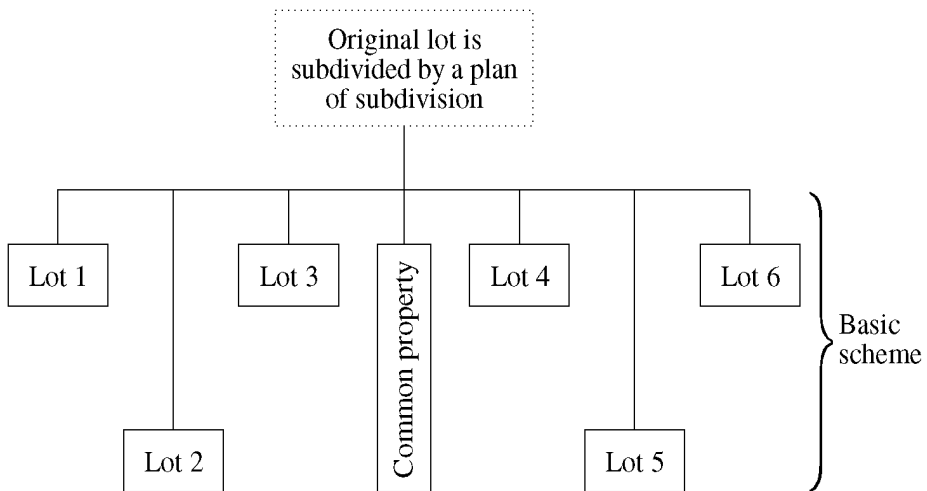 Original lot is
subdivided by a plan
of subdivision
Lot 1
Lot 3
Common property
Lot 4
Lot 6
Basic
scheme
Lot 2
Lot 5